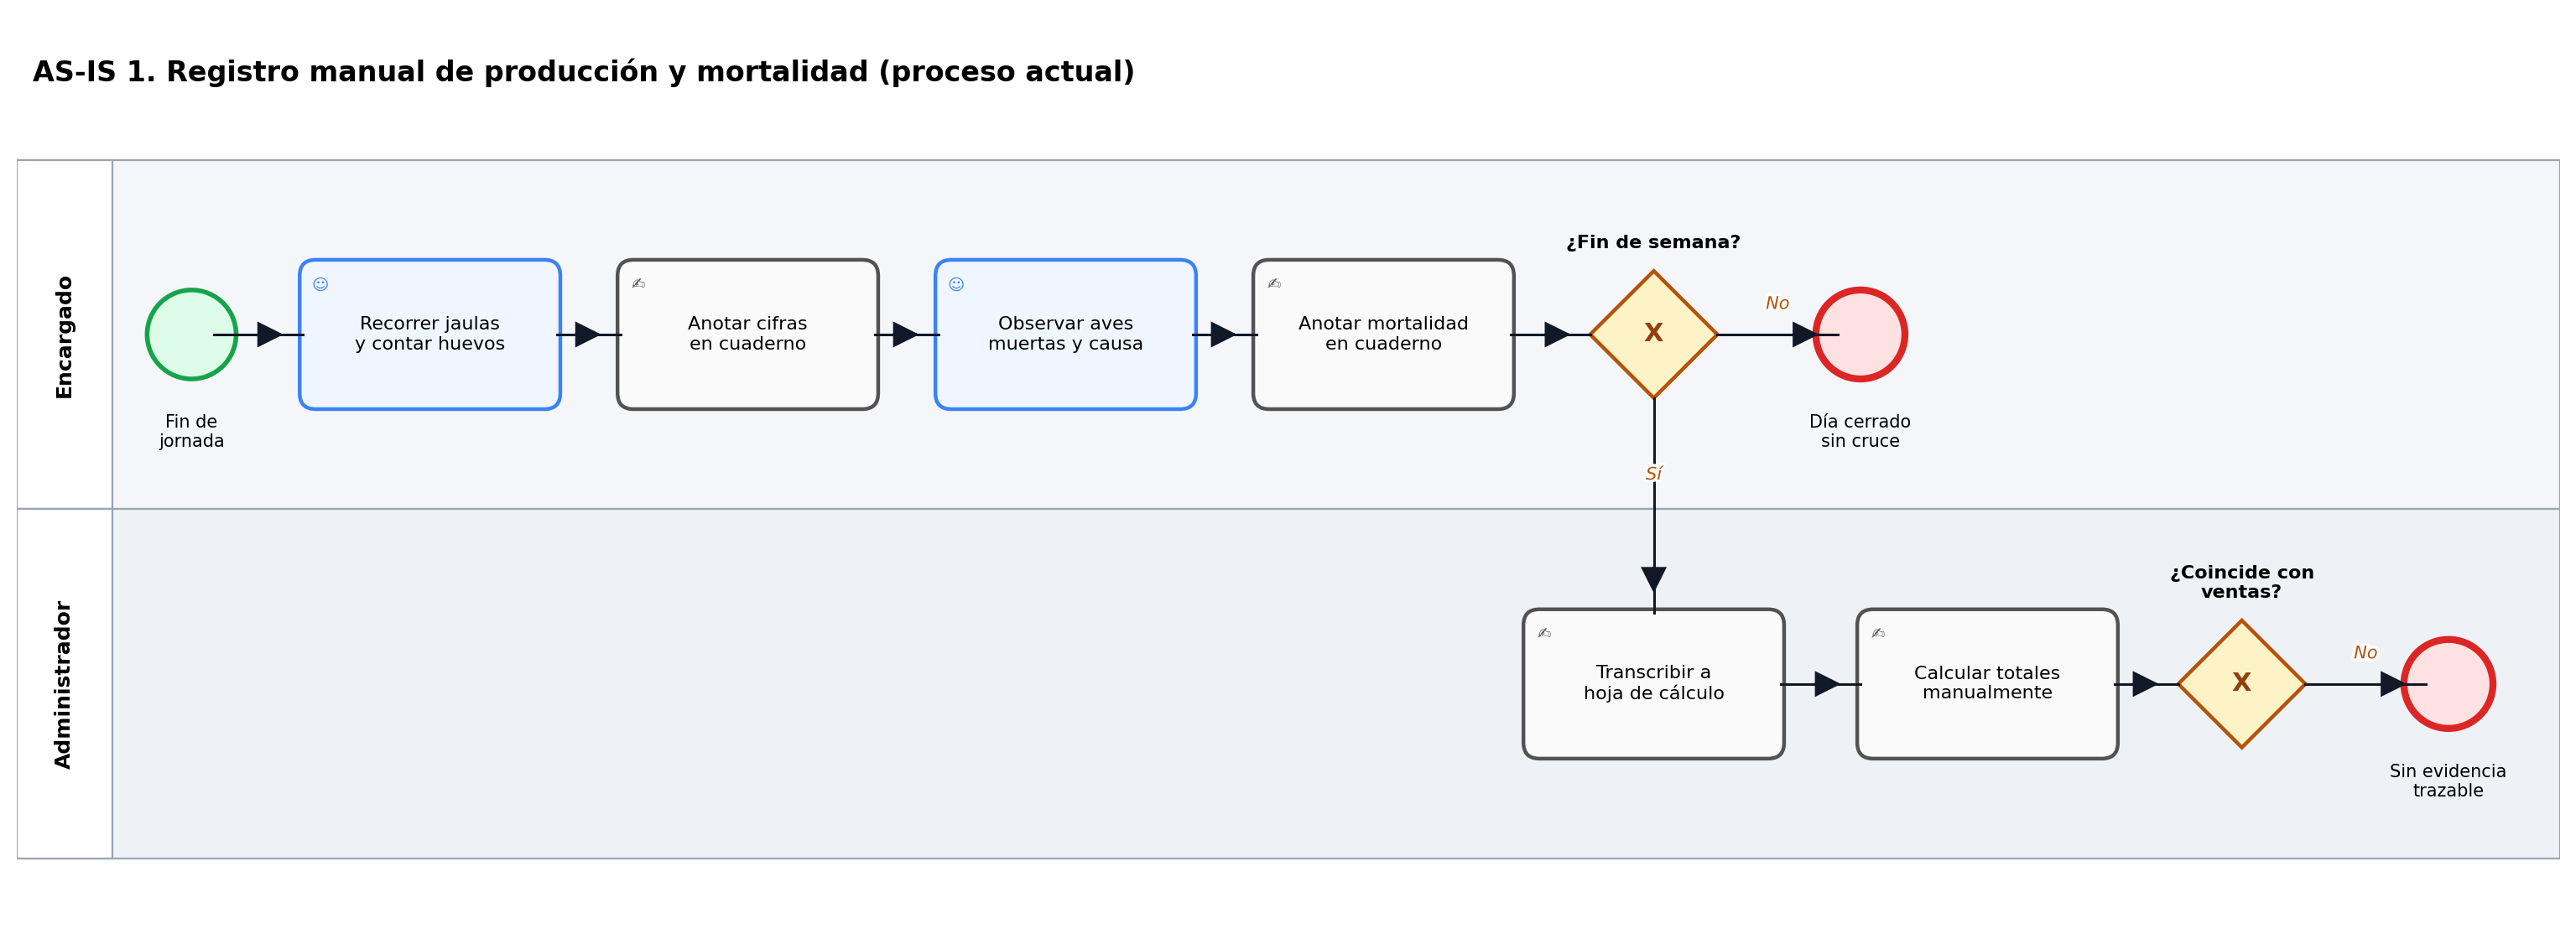 AS-IS 1. Registro manual de producción y mortalidad (proceso actual)
Encargado
Fin de
jornada
Recorrer jaulas
y contar huevos
Anotar cifras
en cuaderno
Observar aves
muertas y causa
Anotar mortalidad
en cuaderno
¿Fin de semana?
X
No
Día cerrado
sin cruce
Sí
Administrador
Transcribir a
hoja de cálculo
Calcular totales
manualmente
¿Coincide con
ventas?
X
No
Sin evidencia
trazable